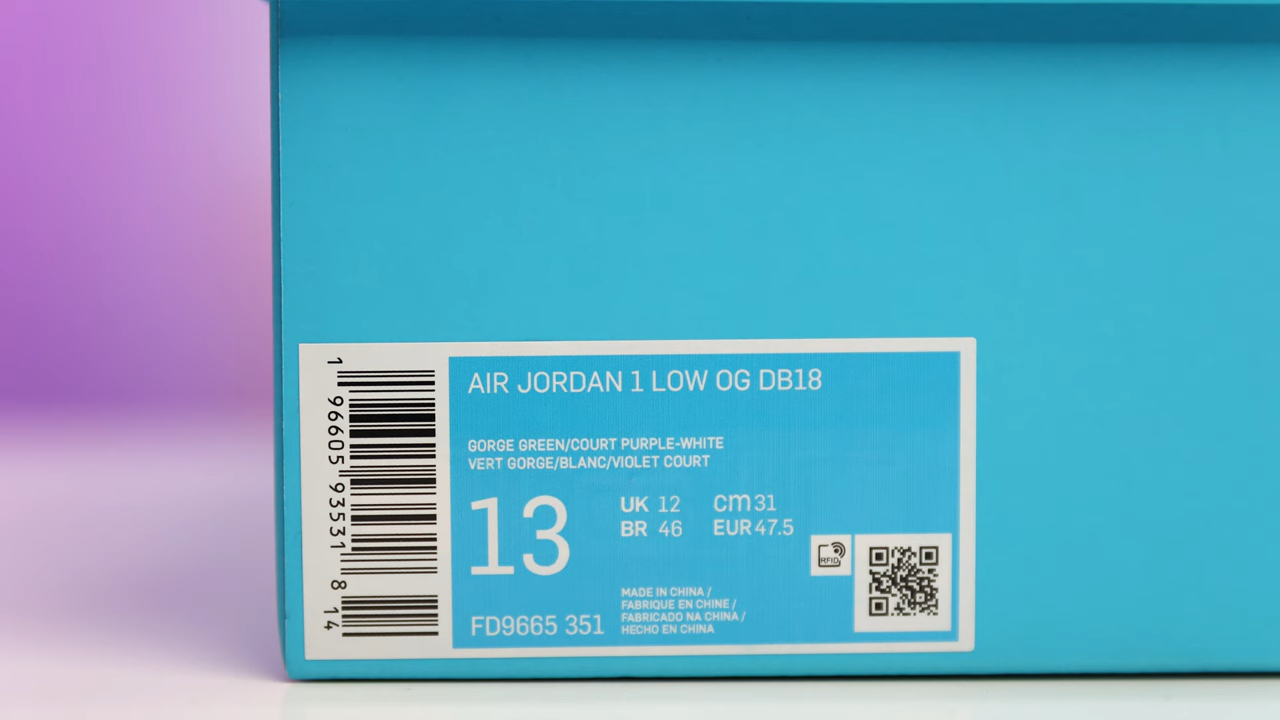 1 96605 93531 8 14
AIR JORDAN 1 LOW OG DB18
GORGE GREEN/COURT PURPLE-WHITE
VERT GORGE/BLANC/VIOLET COURT
13
UK 12 cm 31
BR 46 EUR 47.5
RFID
FD9665 351
MADE IN CHINA /
FABRIQUE EN CHINE /
FABRICADO NA CHINA /
HECHO EN CHINA